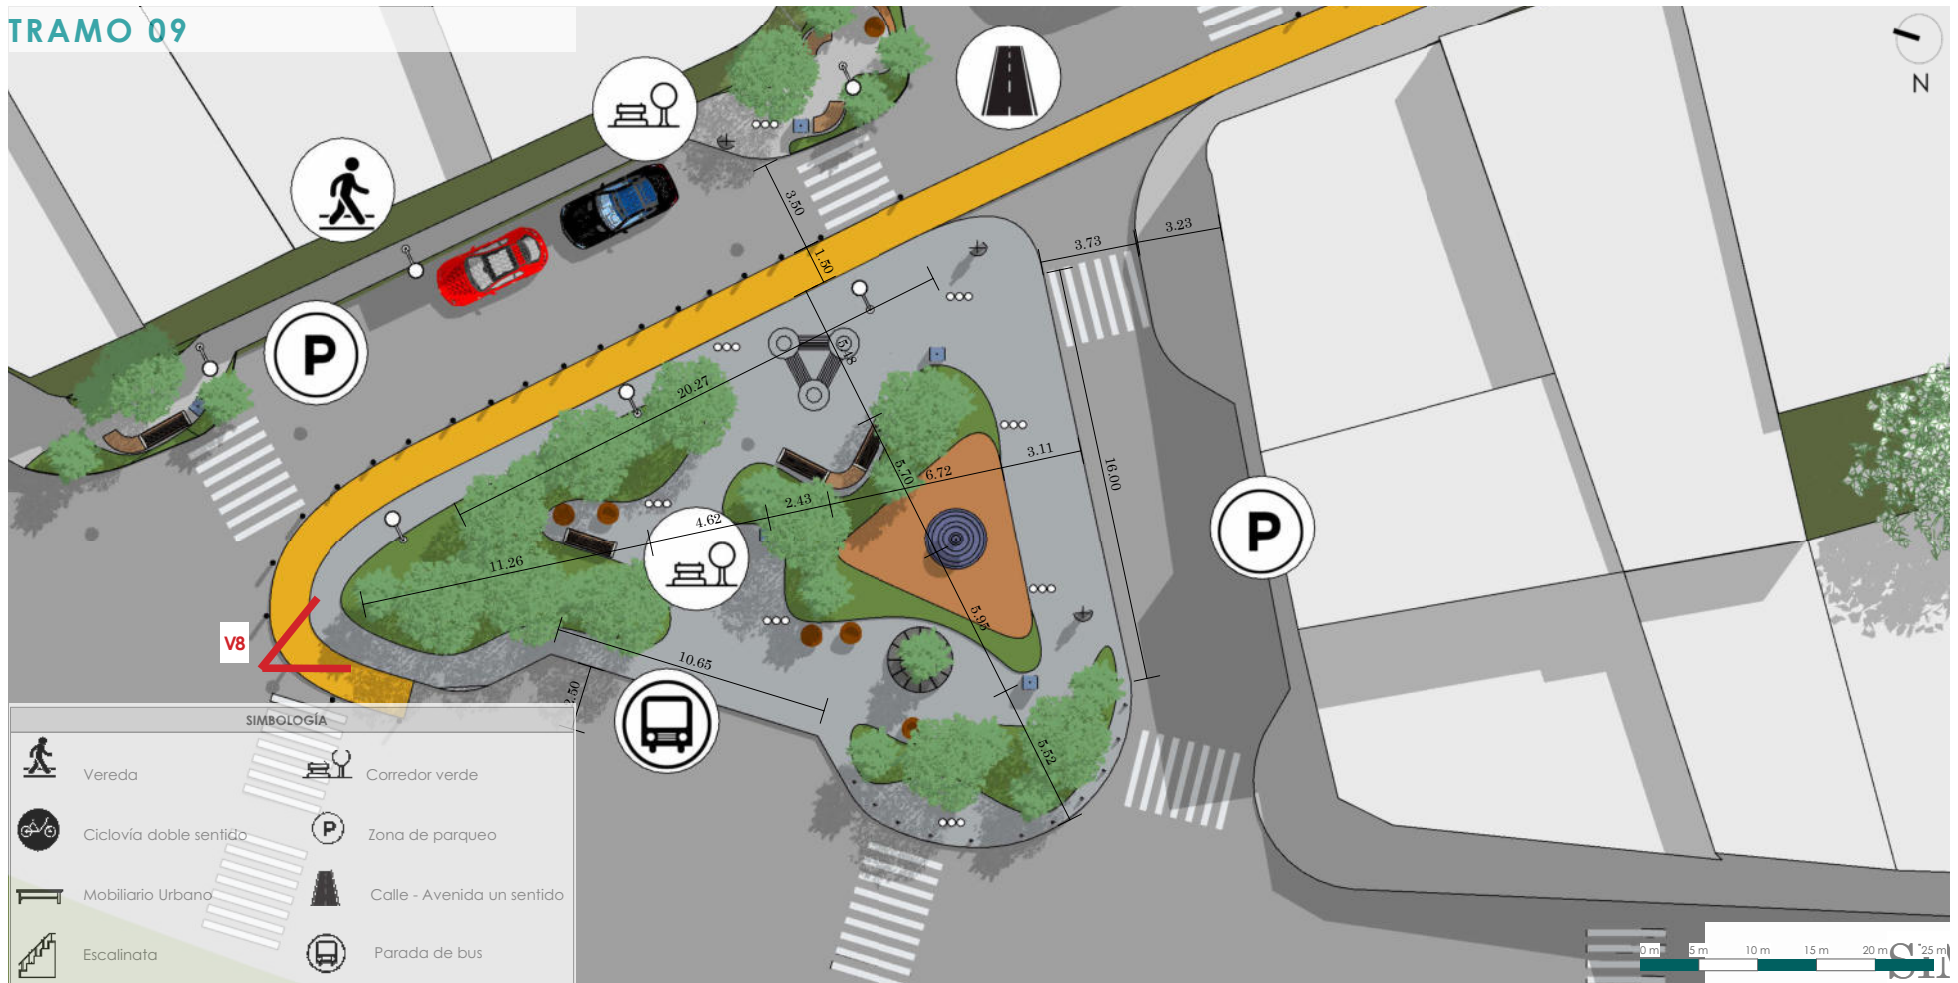 TRAMO 09
N
3.50
1.50
3.73
3.23
P
20.27
5.48
3.11
6.72
5.70
16.00
2.43
4.62
11.26
P
5.95
V8
10.65
2.50
5.52
SIMBOLOGÍA
Vereda
Corredor verde
Ciclovía doble sentido
P
Zona de parqueo
Mobiliario Urbano
Calle - Avenida un sentido
Escalinata
Parada de bus
0 m 5 m 10 m 15 m 20 m 25 m